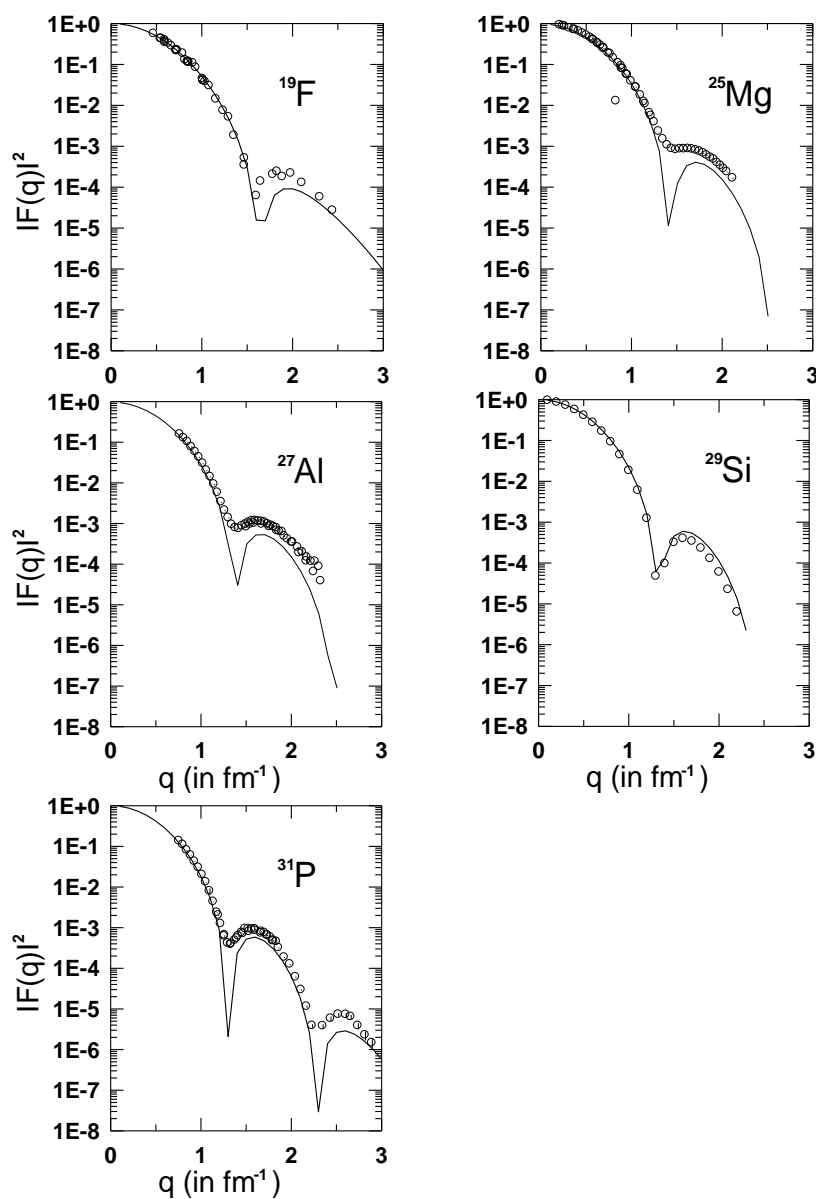 1E+0
1E-1
1E-2
1E-3
1E-4
1E-5
1E-6
1E-7
1E-8
|F(q)|²
¹⁹F
0 1 2 3
1E+0
1E-1
1E-2
1E-3
1E-4
1E-5
1E-6
1E-7
1E-8
²⁵Mg
0 1 2 3
1E+0
1E-1
1E-2
1E-3
1E-4
1E-5
1E-6
1E-7
1E-8
|F(q)|²
²⁷Al
0 1 2 3
q (in fm⁻¹)
1E+0
1E-1
1E-2
1E-3
1E-4
1E-5
1E-6
1E-7
1E-8
²⁹Si
0 1 2 3
q (in fm⁻¹)
1E+0
1E-1
1E-2
1E-3
1E-4
1E-5
1E-6
1E-7
1E-8
|F(q)|²
³¹P
0 1 2 3
q (in fm⁻¹)